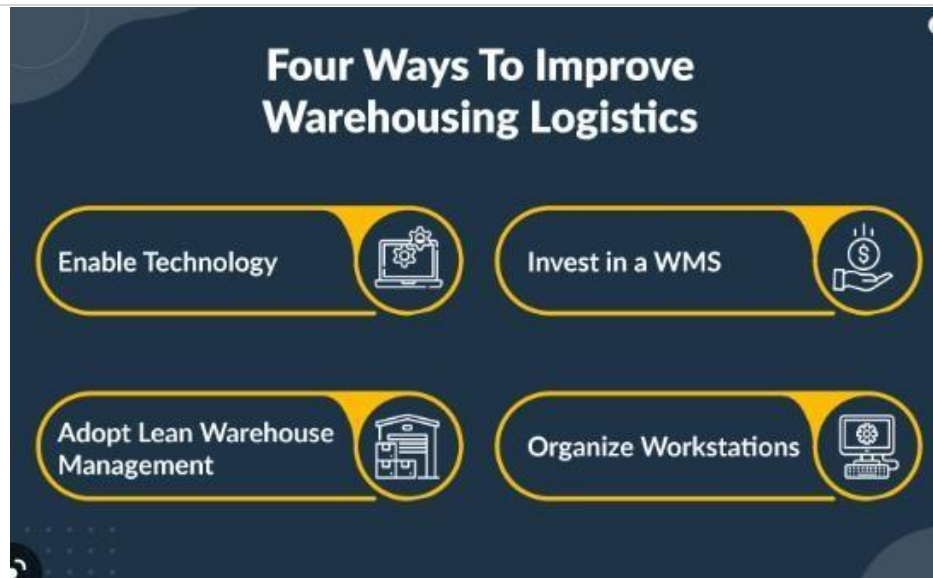 Four Ways To Improve
Warehousing Logistics
Enable Technology
Invest in a WMS
Adopt Lean Warehouse
Management
Organize Workstations